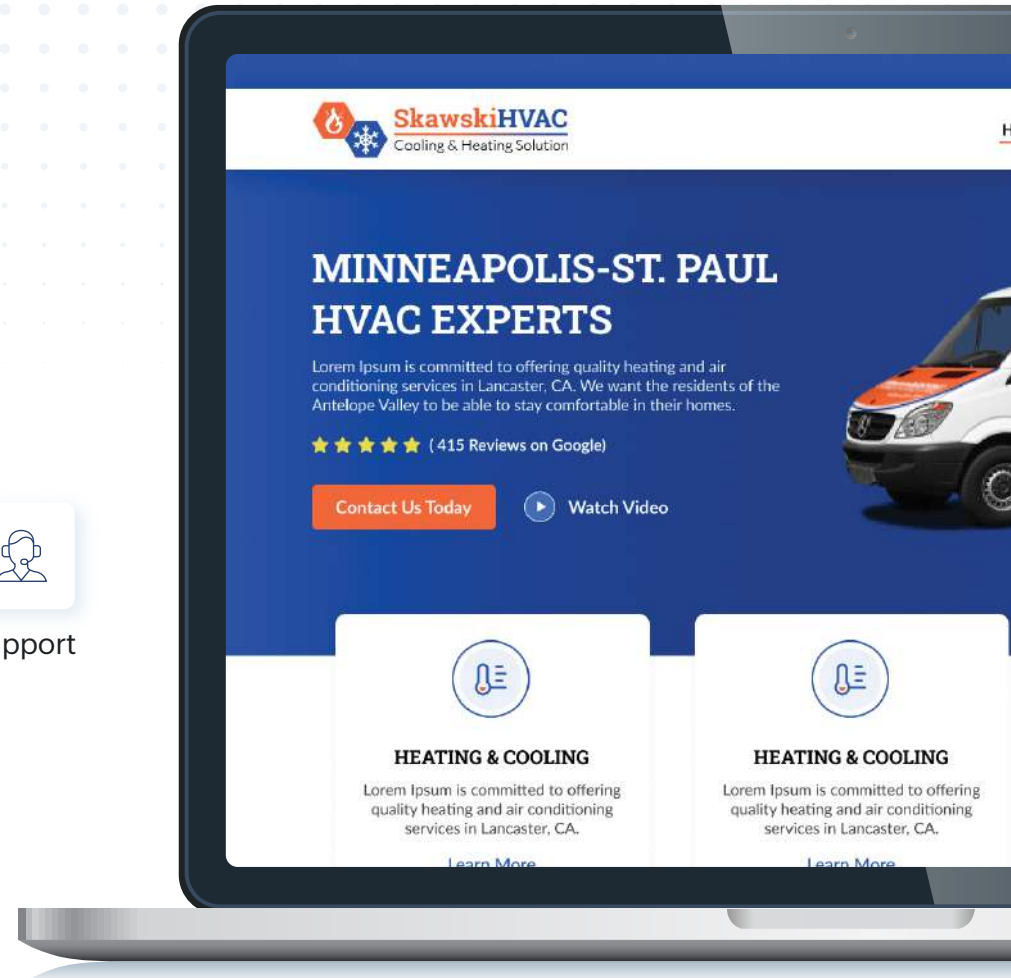 SkawskiHVAC
Cooling & Heating Solution
H
MINNEAPOLIS-ST. PAUL
HVAC EXPERTS
Lorem Ipsum is committed to offering quality heating and air
conditioning services in Lancaster, CA. We want the residents of the
Antelope Valley to be able to stay comfortable in their homes.
( 415 Reviews on Google)
Contact Us Today
Watch Video
pport
HEATING & COOLING
Lorem Ipsum is committed to offering
quality heating and air conditioning
services in Lancaster, CA.
Learn More
HEATING & COOLING
Lorem Ipsum is committed to offering
quality heating and air conditioning
services in Lancaster, CA.
Learn More